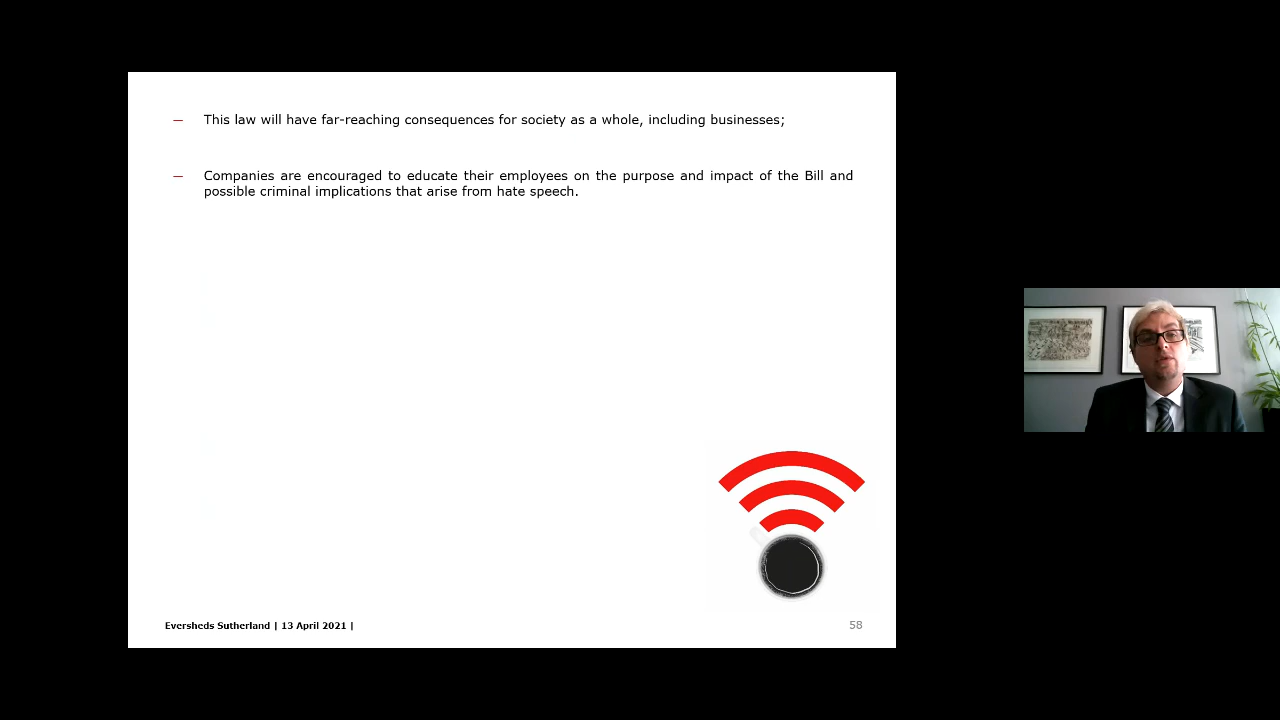 — This law will have far-reaching consequences for society as a whole, including businesses;
— Companies are encouraged to educate their employees on the purpose and impact of the Bill and
possible criminal implications that arise from hate speech.
Eversheds Sutherland | 13 April 2021 |
58